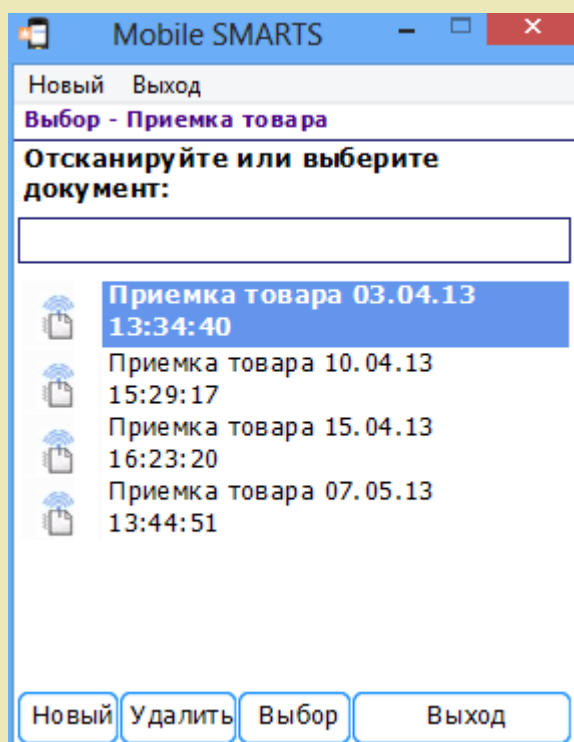 Mobile SMARTS
Новый Выход
Выбор - Приемка товара
Отсканируйте или выберите
документ:
Приемка товара 03.04.13
13:34:40
Приемка товара 10.04.13
15:29:17
Приемка товара 15.04.13
16:23:20
Приемка товара 07.05.13
13:44:51
Новый Удалить Выбор Выход